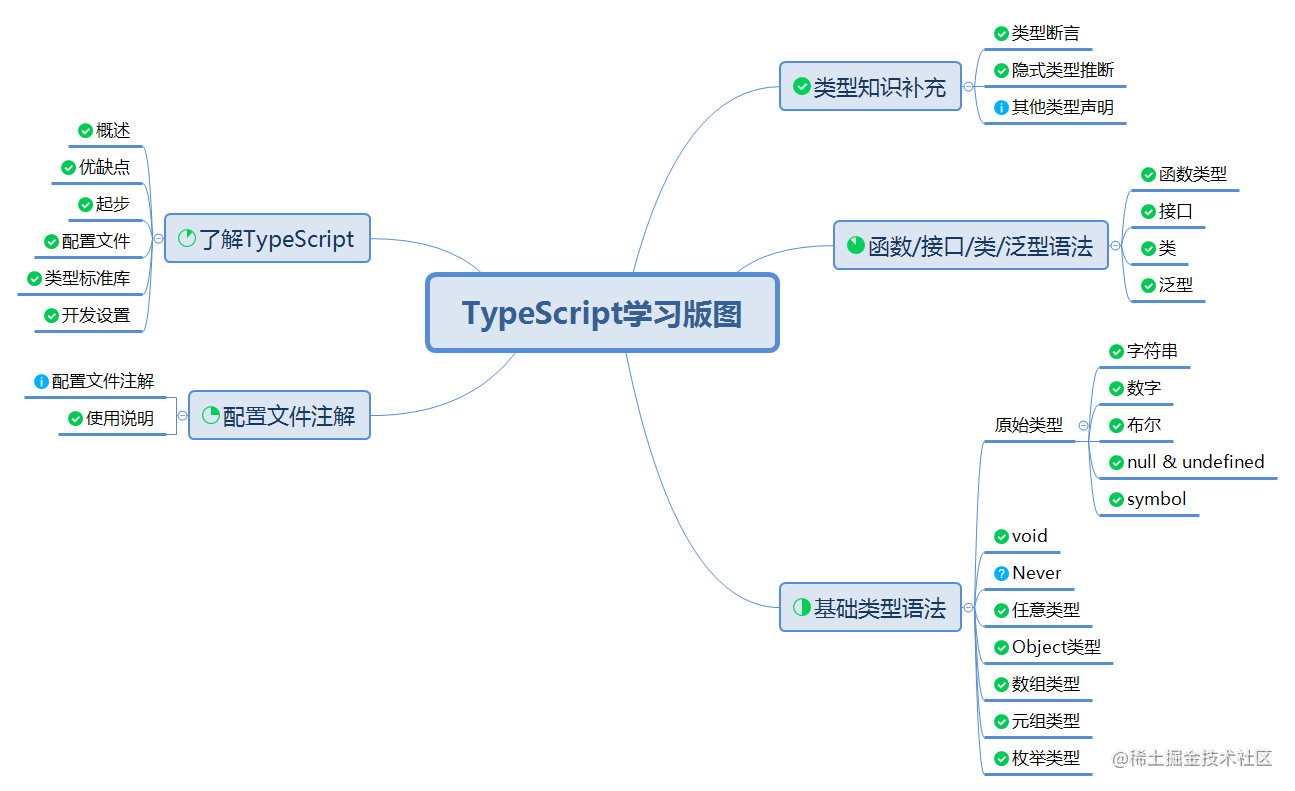 TypeScript学习版图
了解TypeScript
概述
优缺点
起步
配置文件
类型标准库
开发设置
配置文件注解
配置文件注解
使用说明
类型知识补充
类型断言
隐式类型推断
其他类型声明
函数/接口/类/泛型语法
函数类型
接口
类
泛型
基础类型语法
原始类型
字符串
数字
布尔
null & undefined
symbol
void
Never
任意类型
Object类型
数组类型
元组类型
枚举类型
@稀土掘金技术社区